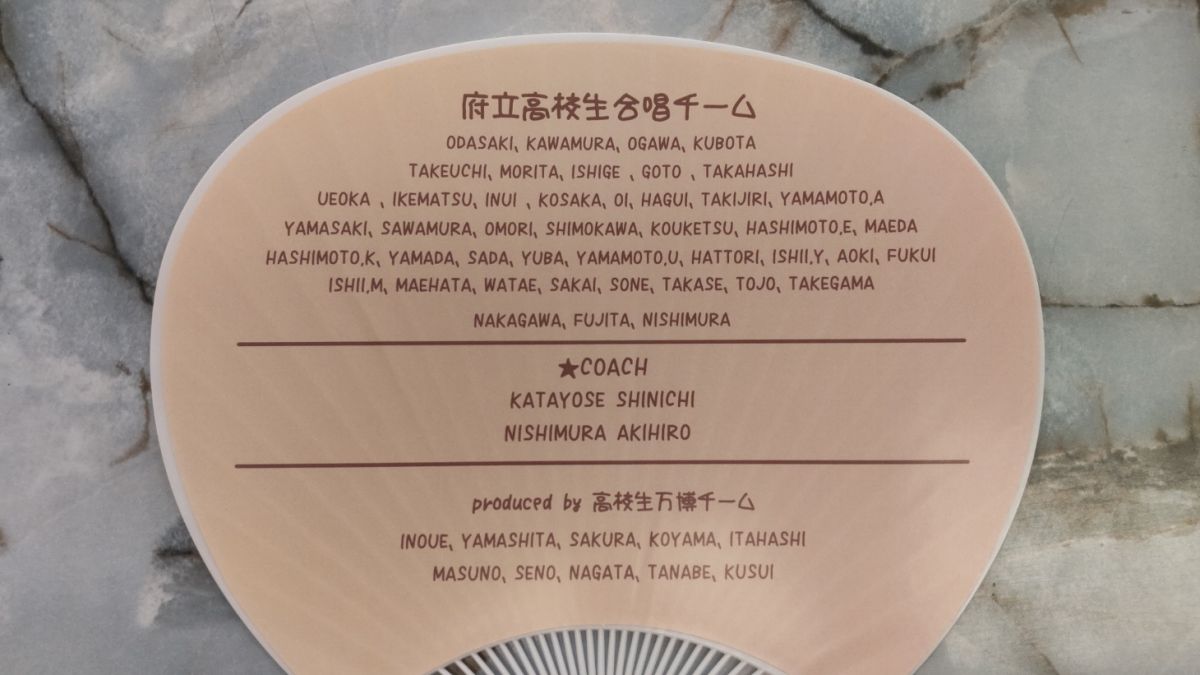 府立高校生合唱チーム
ODASAKI、KAWAMURA、OGAWA、KUBOTA
TAKEUCHI、MORITA、ISHIGE 、GOTO 、TAKAHASHI
UEOKA 、IKEMATSU、INUI 、KOSAKA、OI、HAGUI、TAKIJIRI、YAMAMOTO.A
YAMASAKI、SAWAMURA、OMORI、SHIMOKAWA、KOUKETSU、HASHIMOTO.E、MAEDA
HASHIMOTO.K、YAMADA、SADA、YUBA、YAMAMOTO.U、HATTORI、ISHII.Y、AOKI、FUKUI
ISHII.M、MAEHATA、WATAE、SAKAI、SONE、TAKASE、TOJO、TAKEGAMA
NAKAGAWA、FUJITA、NISHIMURA
★COACH
KATAYOSE SHINICHI
NISHIMURA AKIHIRO
produced by 高校生万博チーム
INOUE、YAMASHITA、SAKURA、KOYAMA、ITAHASHI
MASUNO、SENO、NAGATA、TANABE、KUSUI